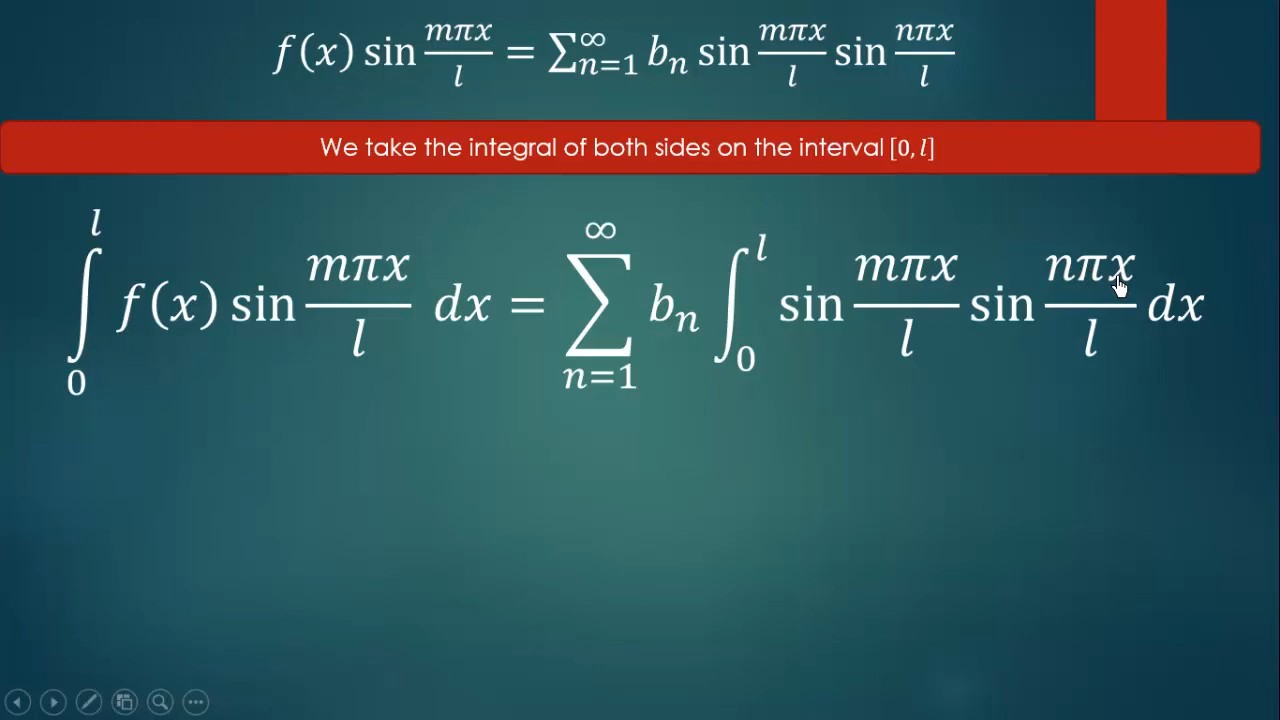 f(x) sin mπx/l = ∑_{n=1}^{∞} b_n sin mπx/l sin nπx/l
We take the integral of both sides on the interval [0, l]
∫_0^l f(x) sin mπx/l dx = ∑_{n=1}^{∞} b_n ∫_0^l sin mπx/l sin nπx/l dx